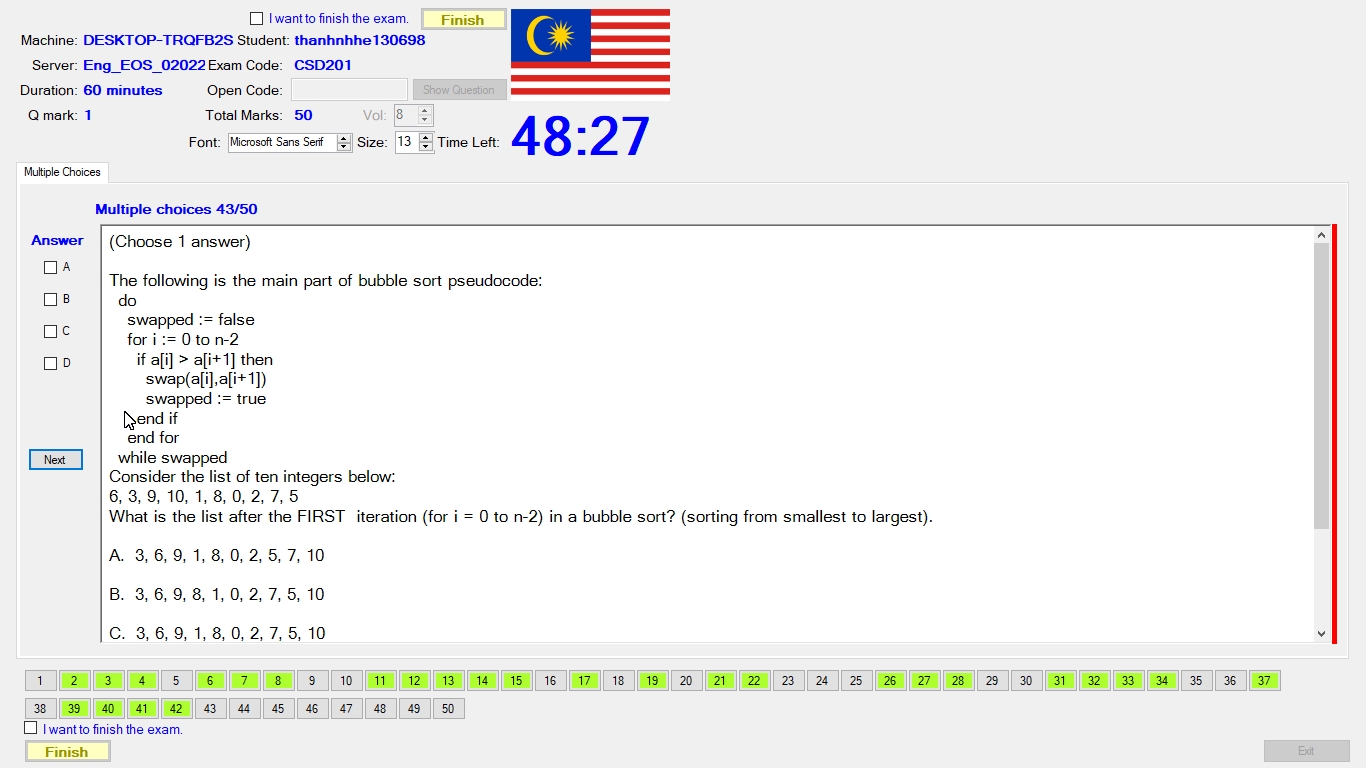 I want to finish the exam. Finish
Machine: DESKTOP-TRQFB2S Student: thanhnhhe130698
Server: Eng_EOS_02022 Exam Code: CSD201
Duration: 60 minutes Open Code: Show Question
Q mark: 1 Total Marks: 50 Vol: 8
Font: Microsoft Sans Serif Size: 13 Time Left: 48:27
Multiple Choices
Multiple choices 43/50
Answer
A
B
C
D
Next
(Choose 1 answer)
The following is the main part of bubble sort pseudocode:
do
swapped := false
for i := 0 to n-2
if a[i] > a[i+1] then
swap(a[i],a[i+1])
swapped := true
end if
end for
while swapped
Consider the list of ten integers below:
6, 3, 9, 10, 1, 8, 0, 2, 7, 5
What is the list after the FIRST iteration (for i = 0 to n-2) in a bubble sort? (sorting from smallest to largest).
A. 3, 6, 9, 1, 8, 0, 2, 5, 7, 10
B. 3, 6, 9, 8, 1, 0, 2, 7, 5, 10
C. 3, 6, 9, 1, 8, 0, 2, 7, 5, 10
1 2 3 4 5 6 7 8 9 10 11 12 13 14 15 16 17 18 19 20 21 22 23 24 25 26 27 28 29 30 31 32 33 34 35 36 37
38 39 40 41 42 43 44 45 46 47 48 49 50
I want to finish the exam.
Finish Exit